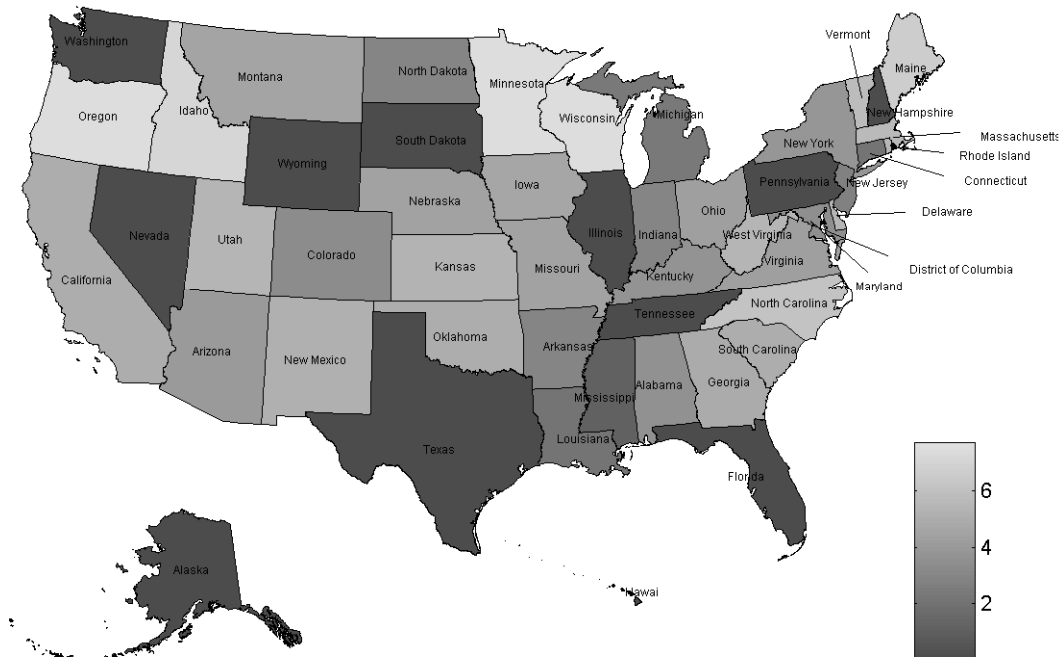 Washington
Montana
North Dakota
Minnesota
Vermont
Maine
Oregon
Idaho
Wisconsin
Michigan
New Hampshire
South Dakota
New York
Massachusetts
Wyoming
Rhode Island
Pennsylvania
New Jersey
Connecticut
Iowa
Nebraska
Ohio
Delaware
Nevada
Utah
Illinois
Indiana
West Virginia
Colorado
Kansas
Missouri
Virginia
District of Columbia
California
Kentucky
Maryland
North Carolina
Tennessee
Oklahoma
Arkansas
South Carolina
Arizona
New Mexico
Georgia
Alabama
Mississippi
Texas
Louisiana
Florida
6
4
2
Alaska
Hawai